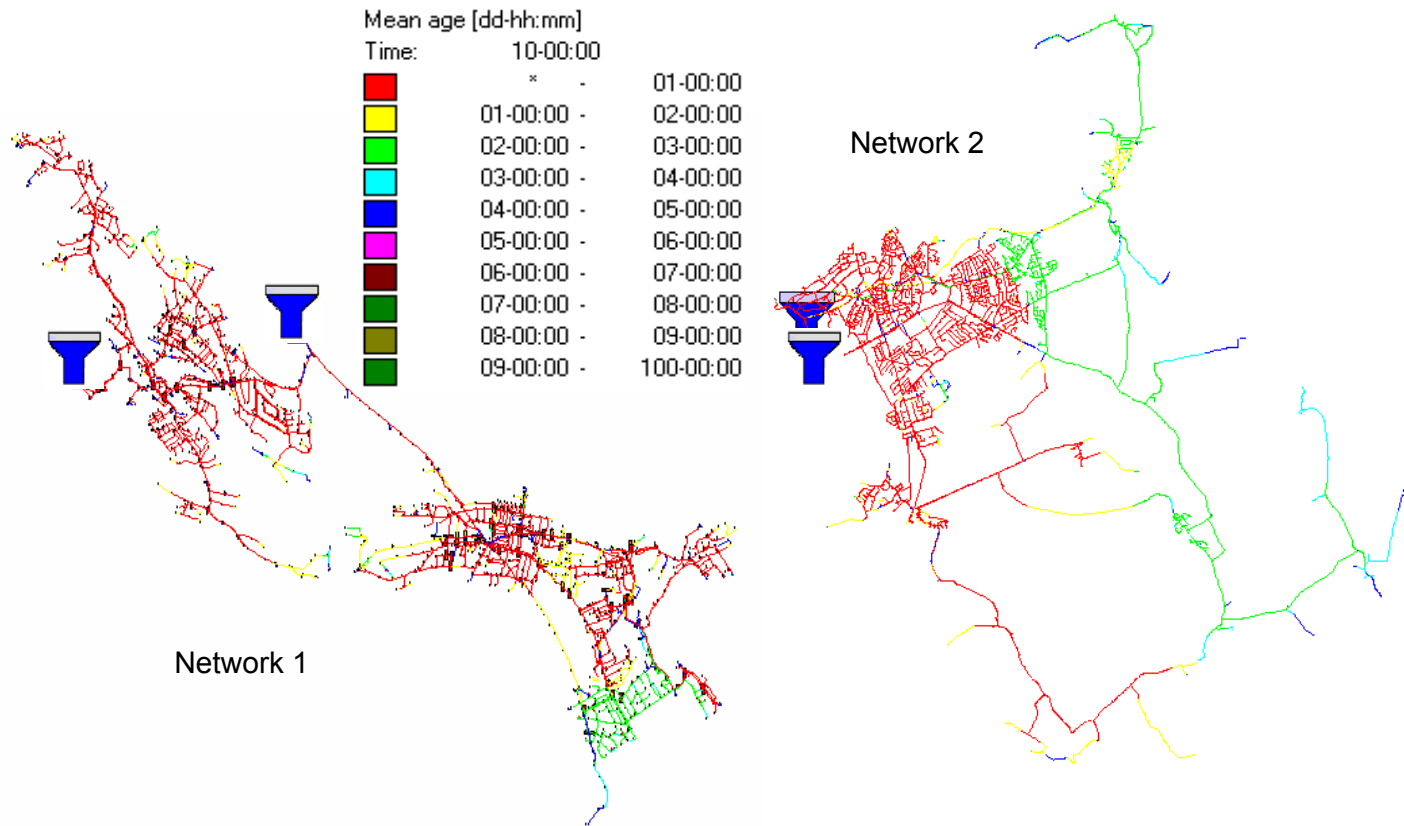 Mean age [dd-hh:mm]
Time: 10-00:00
* - 01-00:00
01-00:00 - 02-00:00
02-00:00 - 03-00:00
03-00:00 - 04-00:00
04-00:00 - 05-00:00
05-00:00 - 06-00:00
06-00:00 - 07-00:00
07-00:00 - 08-00:00
08-00:00 - 09-00:00
09-00:00 - 100-00:00
Network 2
Network 1